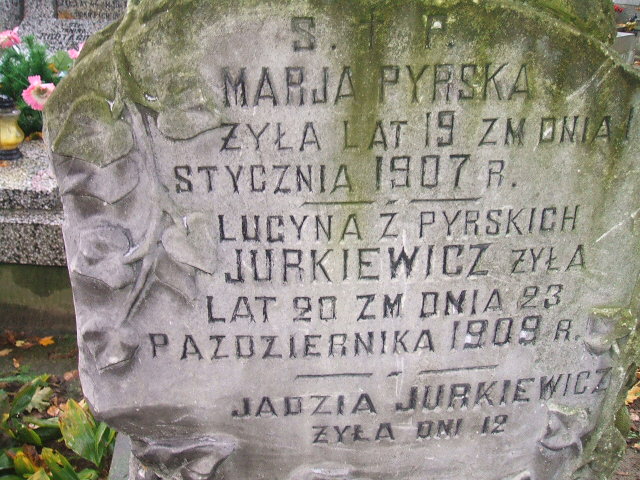 Ś. † P.
MARJA PYRSKA
ŻYŁA LAT 19 ZM DNIA 1
STYCZNIA 1907 R.
LUCYNA Z PYRSKICH
JURKIEWICZ ŻYŁA
LAT 20 ZM DNIA 23
PAZDZIERNIKA 1909 R.
JADZIA JURKIEWICZ
ŻYŁA DNI 12